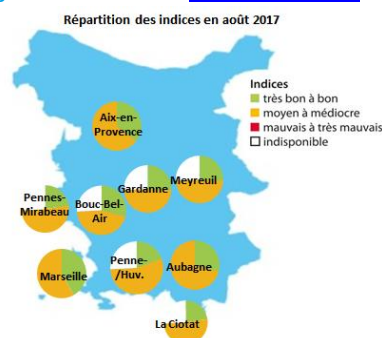 Répartition des indices en août 2017
Indices
très bon à bon
moyen à médiocre
mauvais à très mauvais
indisponible
Aix-en-
Provence
Meyreuil
Gardanne
Pennes-
Mirabeau
Bouc-Bel-
Air
Penne-
/Huv.
Aubagne
Marseille
La Ciotat